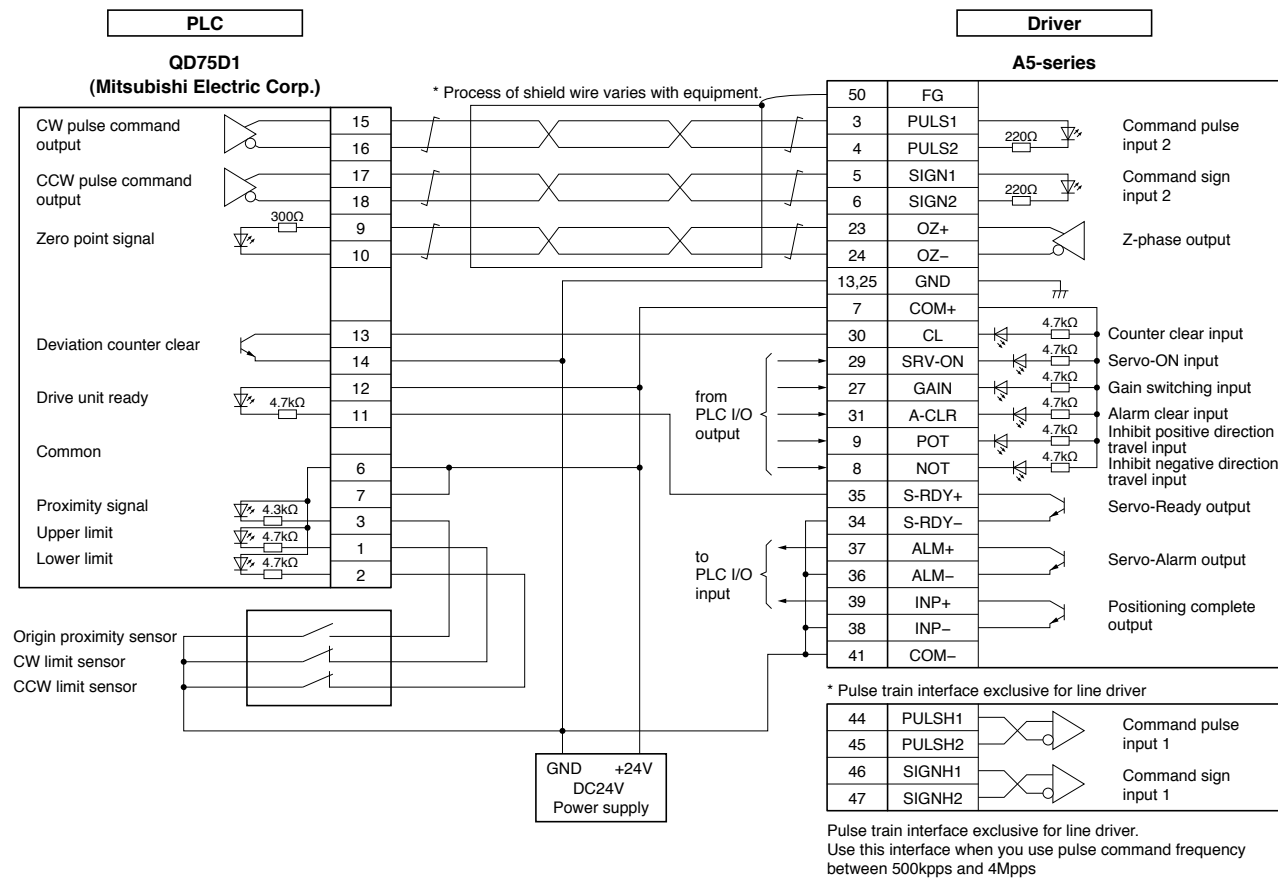 PLC
Driver
QD75D1
(Mitsubishi Electric Corp.)
A5-series
* Process of shield wire varies with equipment.
CW pulse command
output
15
16
CCW pulse command
output
17
18
300Ω
Zero point signal
9
10
Deviation counter clear
13
14
Drive unit ready
4.7kΩ
12
11
Common
6
7
Proximity signal
4.3kΩ
3
Upper limit
4.7kΩ
1
Lower limit
4.7kΩ
2
Origin proximity sensor
CW limit sensor
CCW limit sensor
GND +24V
DC24V
Power supply
from
PLC I/O
output
to
PLC I/O
input
50 FG
3 PULS1
4 PULS2
220Ω
Command pulse
input 2
5 SIGN1
6 SIGN2
220Ω
Command sign
input 2
23 OZ+
24 OZ−
Z-phase output
13,25 GND
7 COM+
30 CL 4.7kΩ Counter clear input
29 SRV-ON 4.7kΩ Servo-ON input
27 GAIN 4.7kΩ Gain switching input
31 A-CLR 4.7kΩ Alarm clear input
9 POT 4.7kΩ Inhibit positive direction
travel input
8 NOT 4.7kΩ Inhibit negative direction
travel input
35 S-RDY+
34 S-RDY−
Servo-Ready output
37 ALM+
36 ALM−
Servo-Alarm output
39 INP+
38 INP−
Positioning complete
output
41 COM−
* Pulse train interface exclusive for line driver
44 PULSH1
45 PULSH2
Command pulse
input 1
46 SIGNH1
47 SIGNH2
Command sign
input 1
Pulse train interface exclusive for line driver.
Use this interface when you use pulse command frequency
between 500kpps and 4Mpps